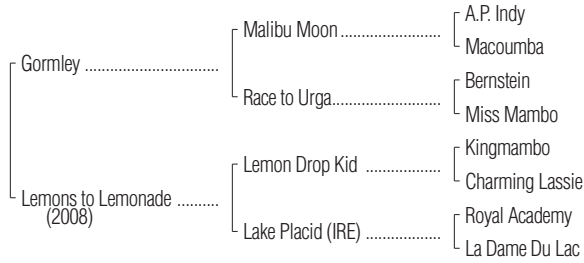 A.P. Indy
Malibu Moon
Macoumba
Gormley
Bernstein
Race to Urga
Miss Mambo
Kingmambo
Lemon Drop Kid
Charming Lassie
Lemons to Lemonade
(2008)
Royal Academy
Lake Placid (IRE)
La Dame Du Lac